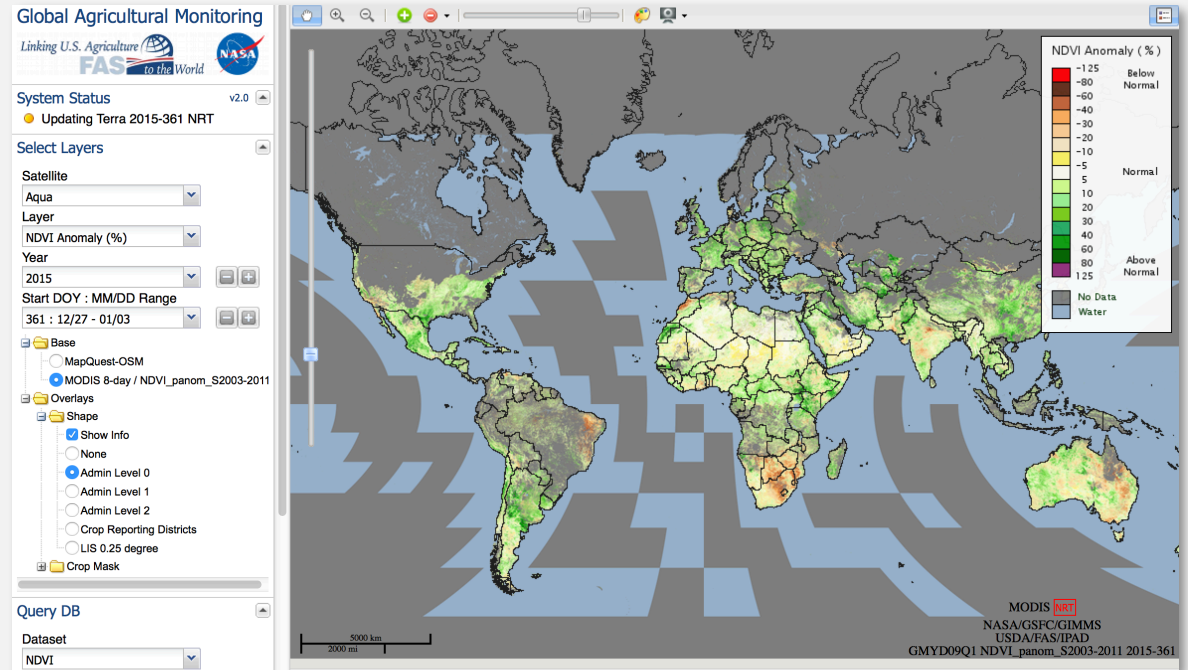 Global Agricultural Monitoring
Linking U.S. Agriculture
FAS to the World
NASA
System Status v2.0
Updating Terra 2015-361 NRT
Select Layers
Satellite
Aqua
Layer
NDVI Anomaly (%)
Year
2015
Start DOY : MM/DD Range
361 : 12/27 - 01/03
Base
MapQuest-OSM
MODIS 8-day / NDVI_panom_S2003-2011
Overlays
Shape
Show Info
None
Admin Level 0
Admin Level 1
Admin Level 2
Crop Reporting Districts
LIS 0.25 degree
Crop Mask
Query DB
Dataset
NDVI
NDVI Anomaly (%)
-125
Below
Normal
-80
-60
-40
-30
-20
-10
-5
Normal
5
10
20
30
40
60
Above
Normal
80
125
No Data
Water
5000 km
2000 mi
MODIS NRT
NASA/GSFC/GIMMS
USDA/FAS/IPAD
GMYD09Q1 NDVI_panom_S2003-2011 2015-361